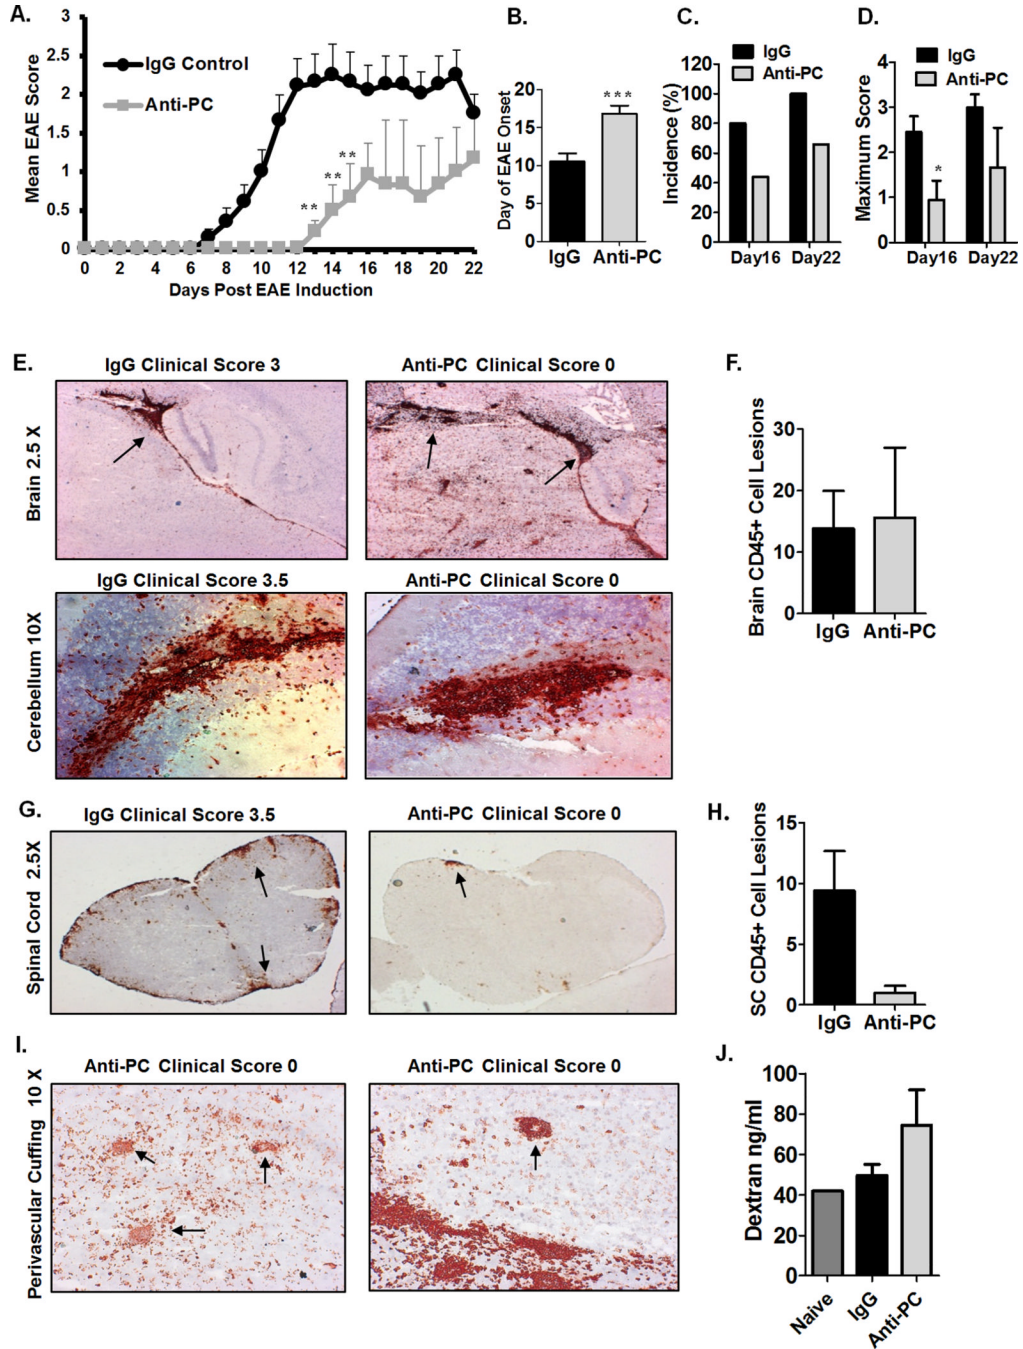 A.
3
2.5
2
1.5
1
0.5
0
Mean EAE Score
IgG Control
Anti-PC
**
**
**
0 2 4 6 8 10 12 14 16 18 20 22
Days Post EAE Induction
B.
20
15
10
5
0
Day of EAE Onset
***
IgG Anti-PC
C.
IgG
Anti-PC
120
100
80
60
40
20
0
Incidence (%)
Day16 Day22
D.
IgG
Anti-PC
4
3
2
1
0
Maximum Score
*
Day16 Day22
E.
IgG Clinical Score 3
Anti-PC Clinical Score 0
Brain 2.5 X
IgG Clinical Score 3.5
Anti-PC Clinical Score 0
Cerebellum 10X
F.
30
20
10
0
Brain CD45+ Cell Lesions
IgG Anti-PC
G.
IgG Clinical Score 3.5
Anti-PC Clinical Score 0
Spinal Cord 2.5X
H.
15
10
5
0
SC CD45+ Cell Lesions
IgG Anti-PC
I.
Anti-PC Clinical Score 0
Anti-PC Clinical Score 0
Perivascular Cuffing 10 X
J.
100
80
60
40
20
0
Dextran ng/ml
Naive IgG Anti-PC